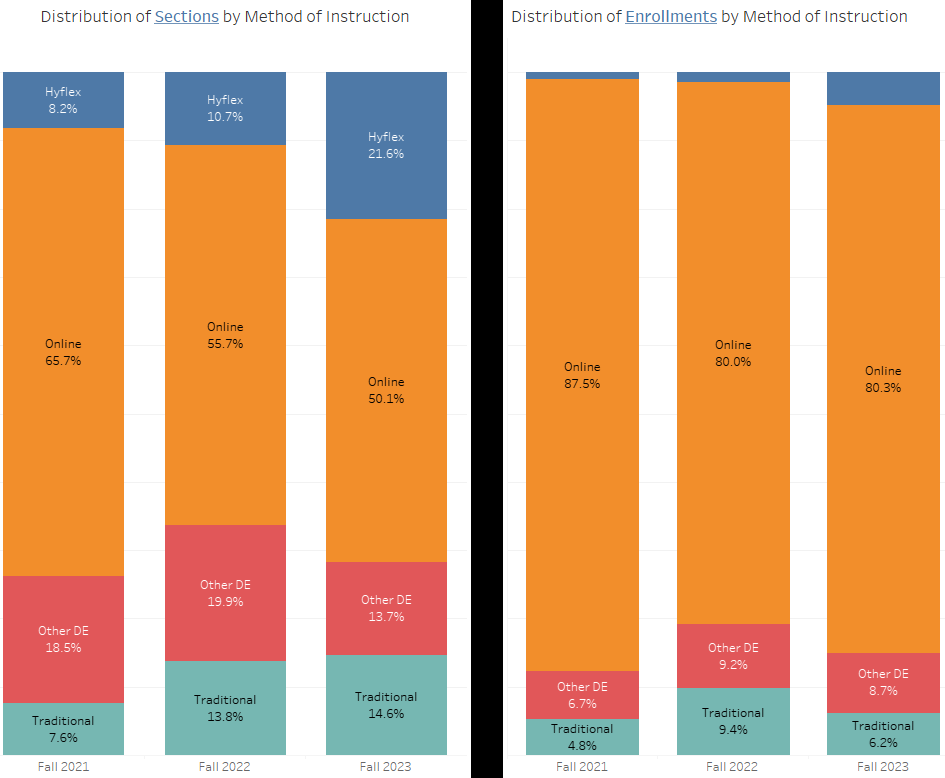 Distribution of Sections by Method of Instruction
Hyflex
8.2%
Online
65.7%
Other DE
18.5%
Traditional
7.6%
Fall 2021
Hyflex
10.7%
Online
55.7%
Other DE
19.9%
Traditional
13.8%
Fall 2022
Hyflex
21.6%
Online
50.1%
Other DE
13.7%
Traditional
14.6%
Fall 2023
Distribution of Enrollments by Method of Instruction
Online
87.5%
Other DE
6.7%
Traditional
4.8%
Fall 2021
Online
80.0%
Other DE
9.2%
Traditional
9.4%
Fall 2022
Online
80.3%
Other DE
8.7%
Traditional
6.2%
Fall 2023